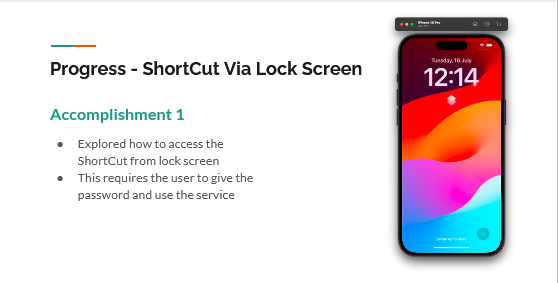 Progress - ShortCut Via Lock Screen
Accomplishment 1
● Explored how to access the
ShortCut from lock screen
● This requires the user to give the
password and use the service
iPhone 15 Pro
Tuesday, 16 July
12:14
Swipe up to open